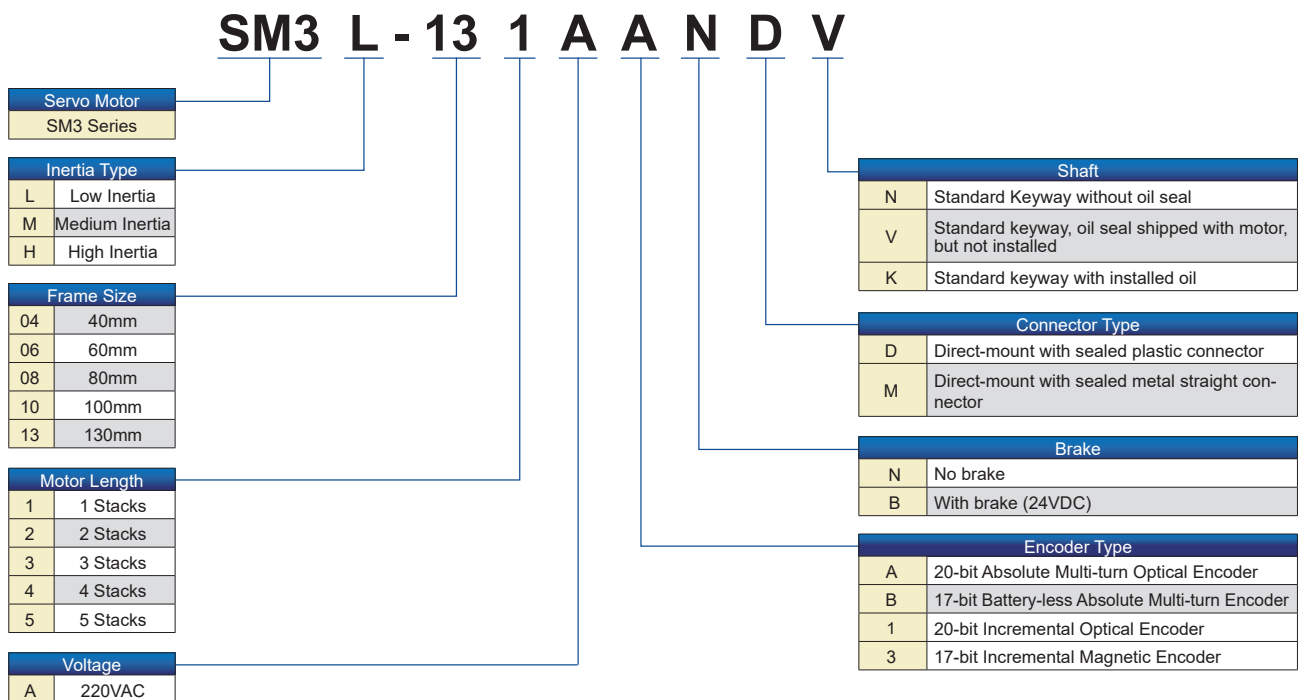 SM3 L - 13 1 A A N D V
Servo Motor
SM3 Series
Inertia Type
L Low Inertia
M Medium Inertia
H High Inertia
Frame Size
04 40mm
06 60mm
08 80mm
10 100mm
13 130mm
Motor Length
1 1 Stacks
2 2 Stacks
3 3 Stacks
4 4 Stacks
5 5 Stacks
Voltage
A 220VAC
Shaft
N Standard Keyway without oil seal
V Standard keyway, oil seal shipped with motor,
but not installed
K Standard keyway with installed oil
Connector Type
D Direct-mount with sealed plastic connector
M Direct-mount with sealed metal straight con-
nector
Brake
N No brake
B With brake (24VDC)
Encoder Type
A 20-bit Absolute Multi-turn Optical Encoder
B 17-bit Battery-less Absolute Multi-turn Encoder
1 20-bit Incremental Optical Encoder
3 17-bit Incremental Magnetic Encoder